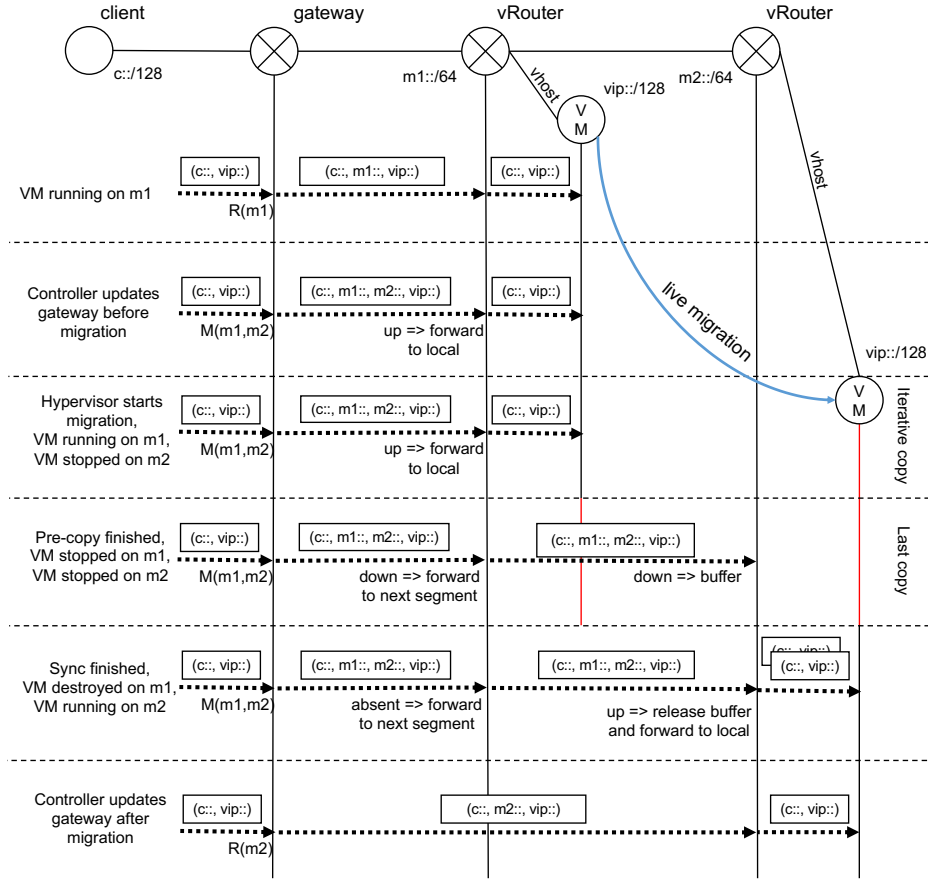 client
gateway
vRouter
vRouter
c::/128
m1::/64
vhost
vip::/128
m2::/64
V
M
vhost
VM running on m1
(c::, vip::)
(c::, m1::, vip::)
(c::, vip::)
R(m1)
Controller updates
gateway before
migration
(c::, vip::)
(c::, m1::, m2::, vip::)
(c::, vip::)
M(m1,m2)
up => forward
to local
live migration
vip::/128
V
M
Hypervisor starts
migration,
VM running on m1,
VM stopped on m2
(c::, vip::)
(c::, m1::, m2::, vip::)
(c::, vip::)
M(m1,m2)
up => forward
to local
Iterative copy
Pre-copy finished,
VM stopped on m1,
VM stopped on m2
(c::, vip::)
(c::, m1::, m2::, vip::)
(c::, m1::, m2::, vip::)
M(m1,m2)
down => forward
to next segment
down => buffer
Last copy
Sync finished,
VM destroyed on m1,
VM running on m2
(c::, vip::)
(c::, m1::, m2::, vip::)
(c::, m1::, m2::, vip::)
(c::, vip::)
(c::, vip::)
M(m1,m2)
absent => forward
to next segment
up => release buffer
and forward to local
Controller updates
gateway after
migration
(c::, vip::)
(c::, m2::, vip::)
(c::, vip::)
R(m2)